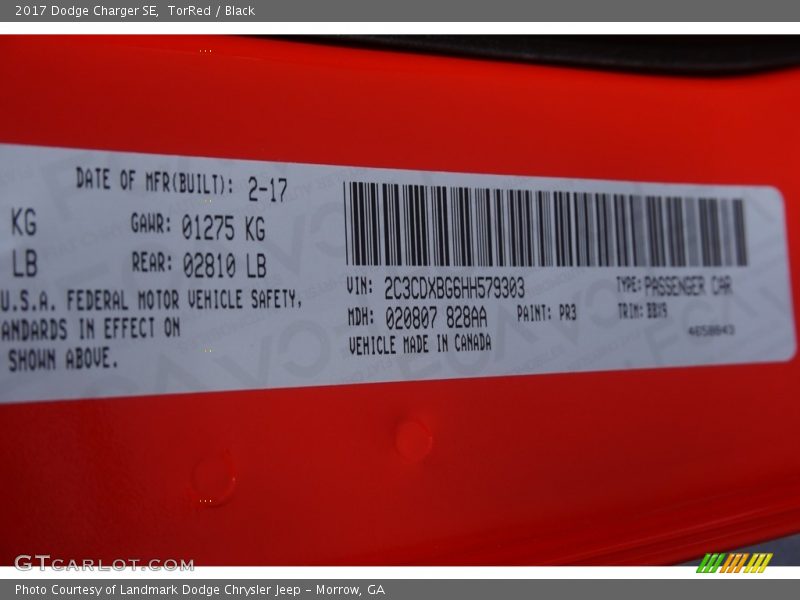 2017 Dodge Charger SE, TorRed / Black
DATE OF MFR(BUILT): 2-17
KG GAWR: 01275 KG
LB REAR: 02810 LB
U.S.A. FEDERAL MOTOR VEHICLE SAFETY,
ANDARDS IN EFFECT ON
SHOWN ABOVE.
VIN: 2C3CDXBG6HH579303 TYPE: PASSENGER CAR
MDH: 020807 828AA PAINT: PR3 TRIM: BBX9
VEHICLE MADE IN CANADA 4658843
GTCARLOT.COM
Photo Courtesy of Landmark Dodge Chrysler Jeep – Morrow, GA